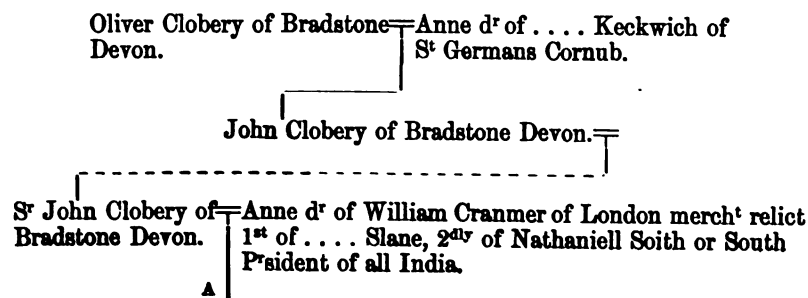 Oliver Clobery of Bradstone
Devon.
Anne dʳ of .... Keckwich of
Sᵗ Germans Cornub.
John Clobery of Bradstone Devon.
Sʳ John Clobery of
Bradstone Devon.
Anne dʳ of William Cranmer of London merchᵗ relict
1ˢᵗ of .... Slane, 2ᵈˡʸ of Nathaniell Soith or South
Pʳsident of all India.
A